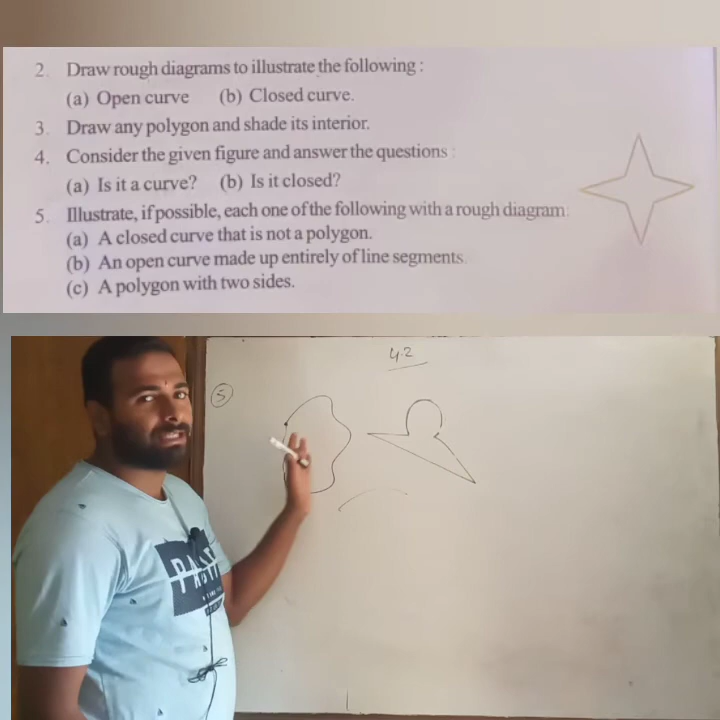 2. Draw rough diagrams to illustrate the following :
(a) Open curve (b) Closed curve.
3. Draw any polygon and shade its interior.
4. Consider the given figure and answer the questions :
(a) Is it a curve? (b) Is it closed?
5. Illustrate, if possible, each one of the following with a rough diagram:
(a) A closed curve that is not a polygon.
(b) An open curve made up entirely of line segments.
(c) A polygon with two sides.
4.2
5